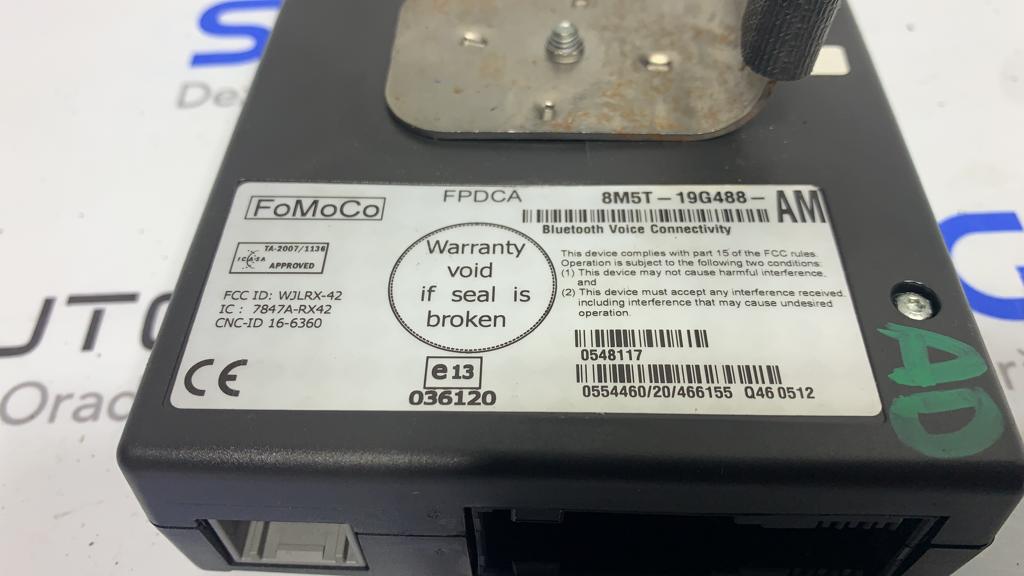 FoMoCo
FPDCA
8M5T-19G488-AM
Bluetooth Voice Connectivity
ICASA
TA-2007/1136
APPROVED
Warranty
void
if seal is
broken
This device complies with part 15 of the FCC rules.
Operation is subject to the following two conditions:
(1) This device may not cause harmful interference,
and
(2) This device must accept any interference received,
including interference that may cause undesired
operation.
FCC ID: WJLRX-42
IC : 7847A-RX42
CNC-ID 16-6360
0548117
CE
e13
036120
0554460/20/466155 Q46 0512
AD